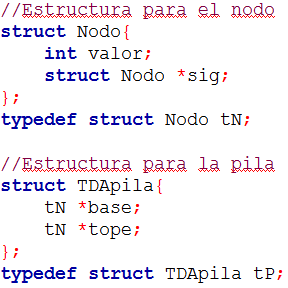 //Estructura para el nodo
struct Nodo{
    int valor;
    struct Nodo *sig;
};
typedef struct Nodo tN;

//Estructura para la pila
struct TDApila{
    tN *base;
    tN *tope;
};
typedef struct TDApila tP;